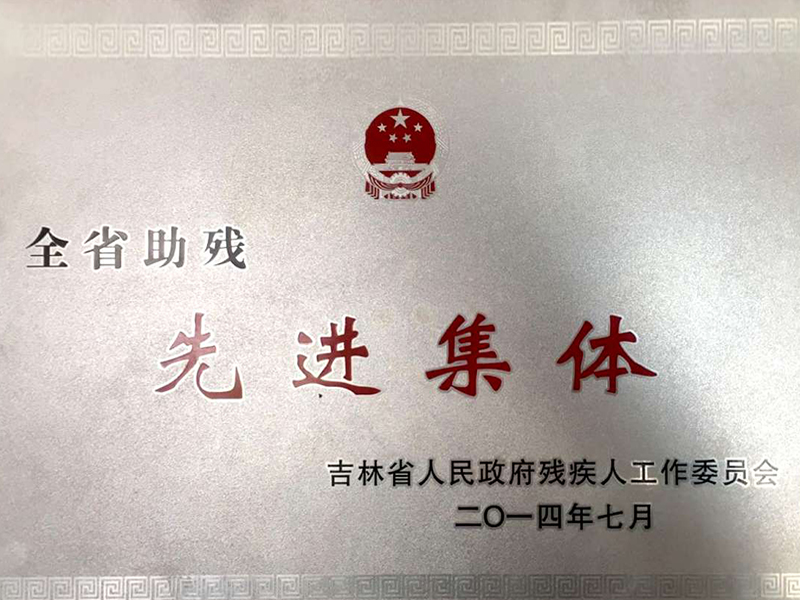 全省助残
先进集体
吉林省人民政府残疾人工作委员会
二〇一四年七月